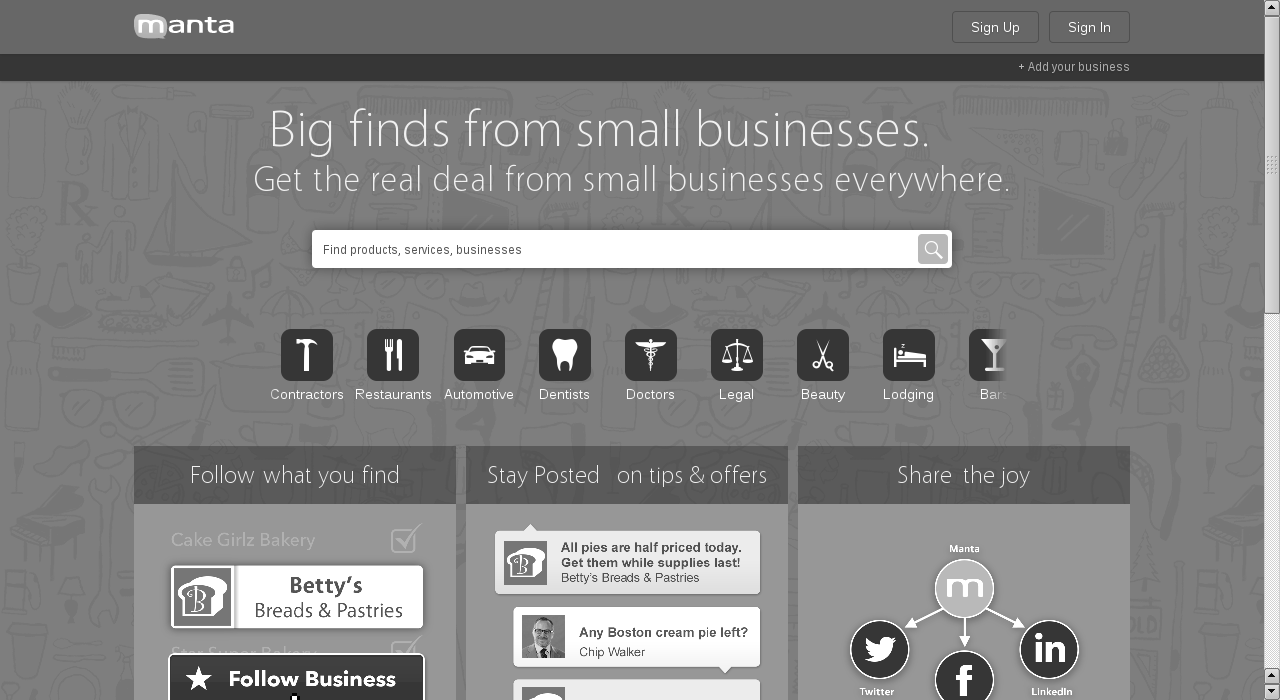 manta
Sign Up
Sign In
+ Add your business
Big finds from small businesses.
Get the real deal from small businesses everywhere.
Find products, services, businesses
Contractors
Restaurants
Automotive
Dentists
Doctors
Legal
Beauty
Lodging
Bars
Follow what you find
Cake Girlz Bakery
B
Betty's
Breads & Pastries
Star Super Bakery
Follow Business
Stay Posted on tips & offers
B
All pies are half priced today.
Get them while supplies last!
Betty's Breads & Pastries
Any Boston cream pie left?
Chip Walker
Share the joy
Manta
m
Twitter
f
in
LinkedIn